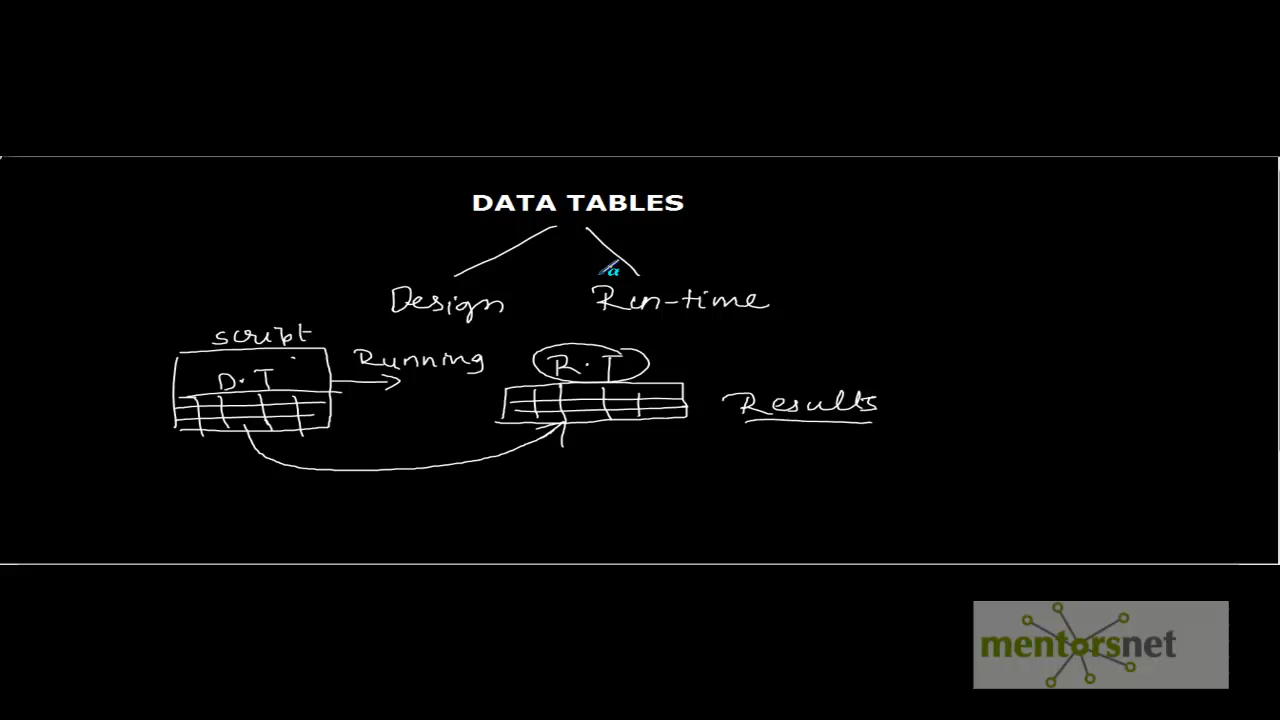 DATA TABLES
Design Run-time
script
Running
D.T
R.T
Results
mentorsnet